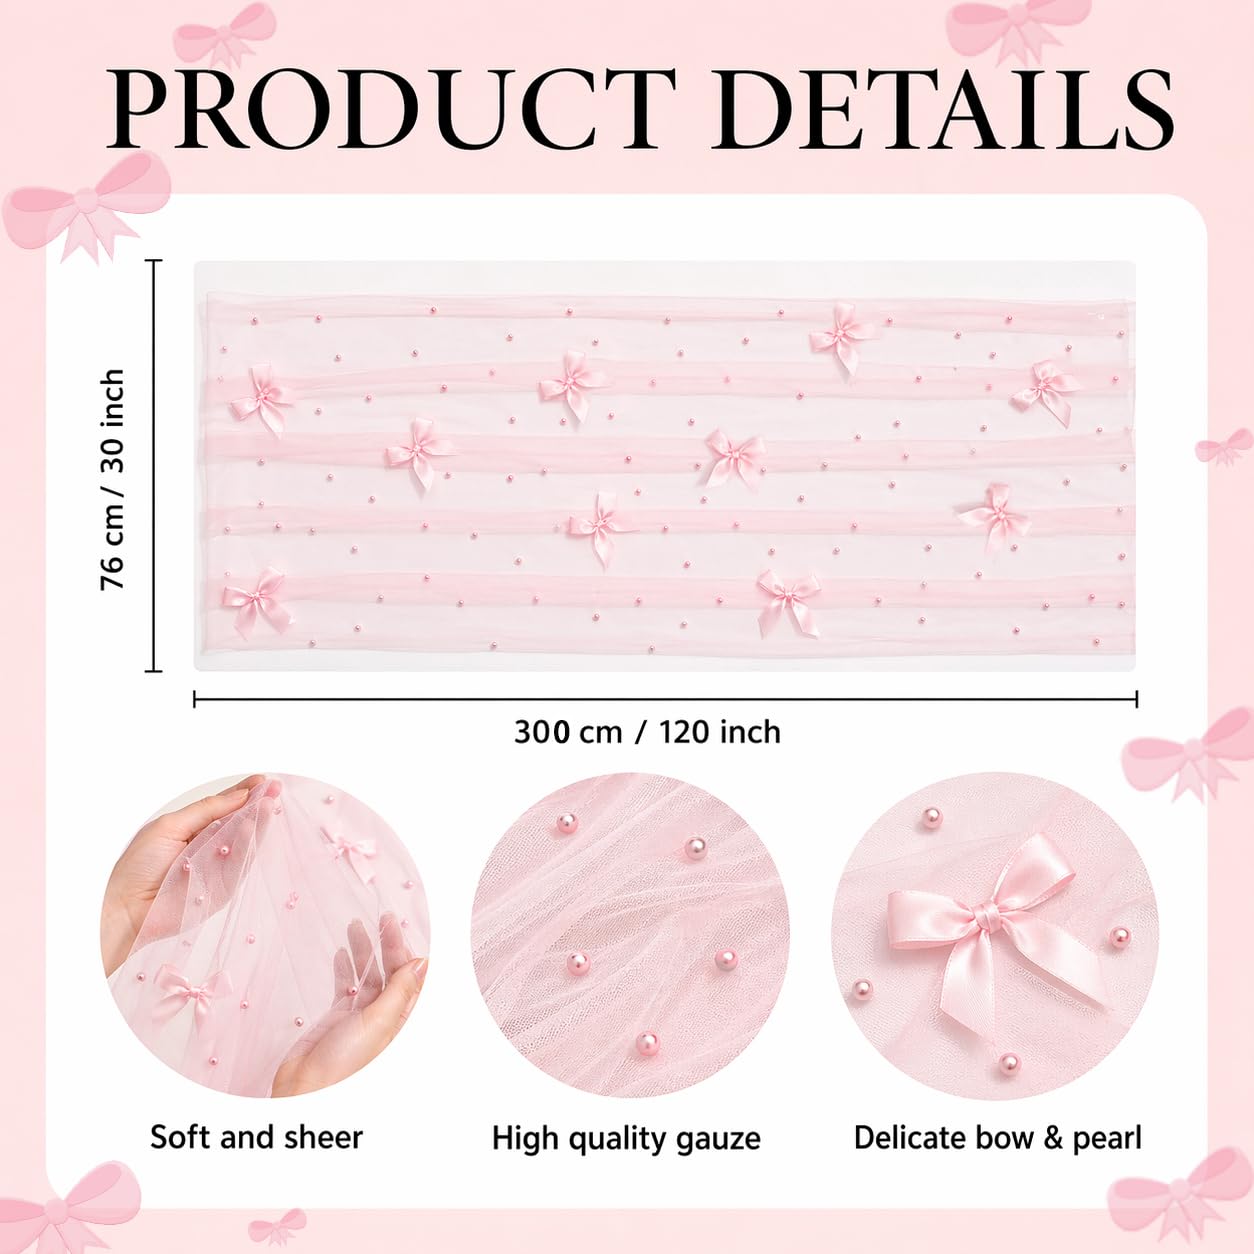 PRODUCT DETAILS
76 cm / 30 inch
300 cm / 120 inch
Soft and sheer
High quality gauze
Delicate bow & pearl